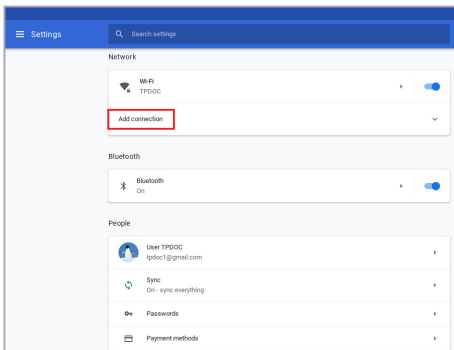 Settings
Search settings
Network
Wi-Fi
TPDOC
Add connection
Bluetooth
Bluetooth
On
People
User TPDOC
tpdoc1@gmail.com
Sync
On - sync everything
Passwords
Payment methods